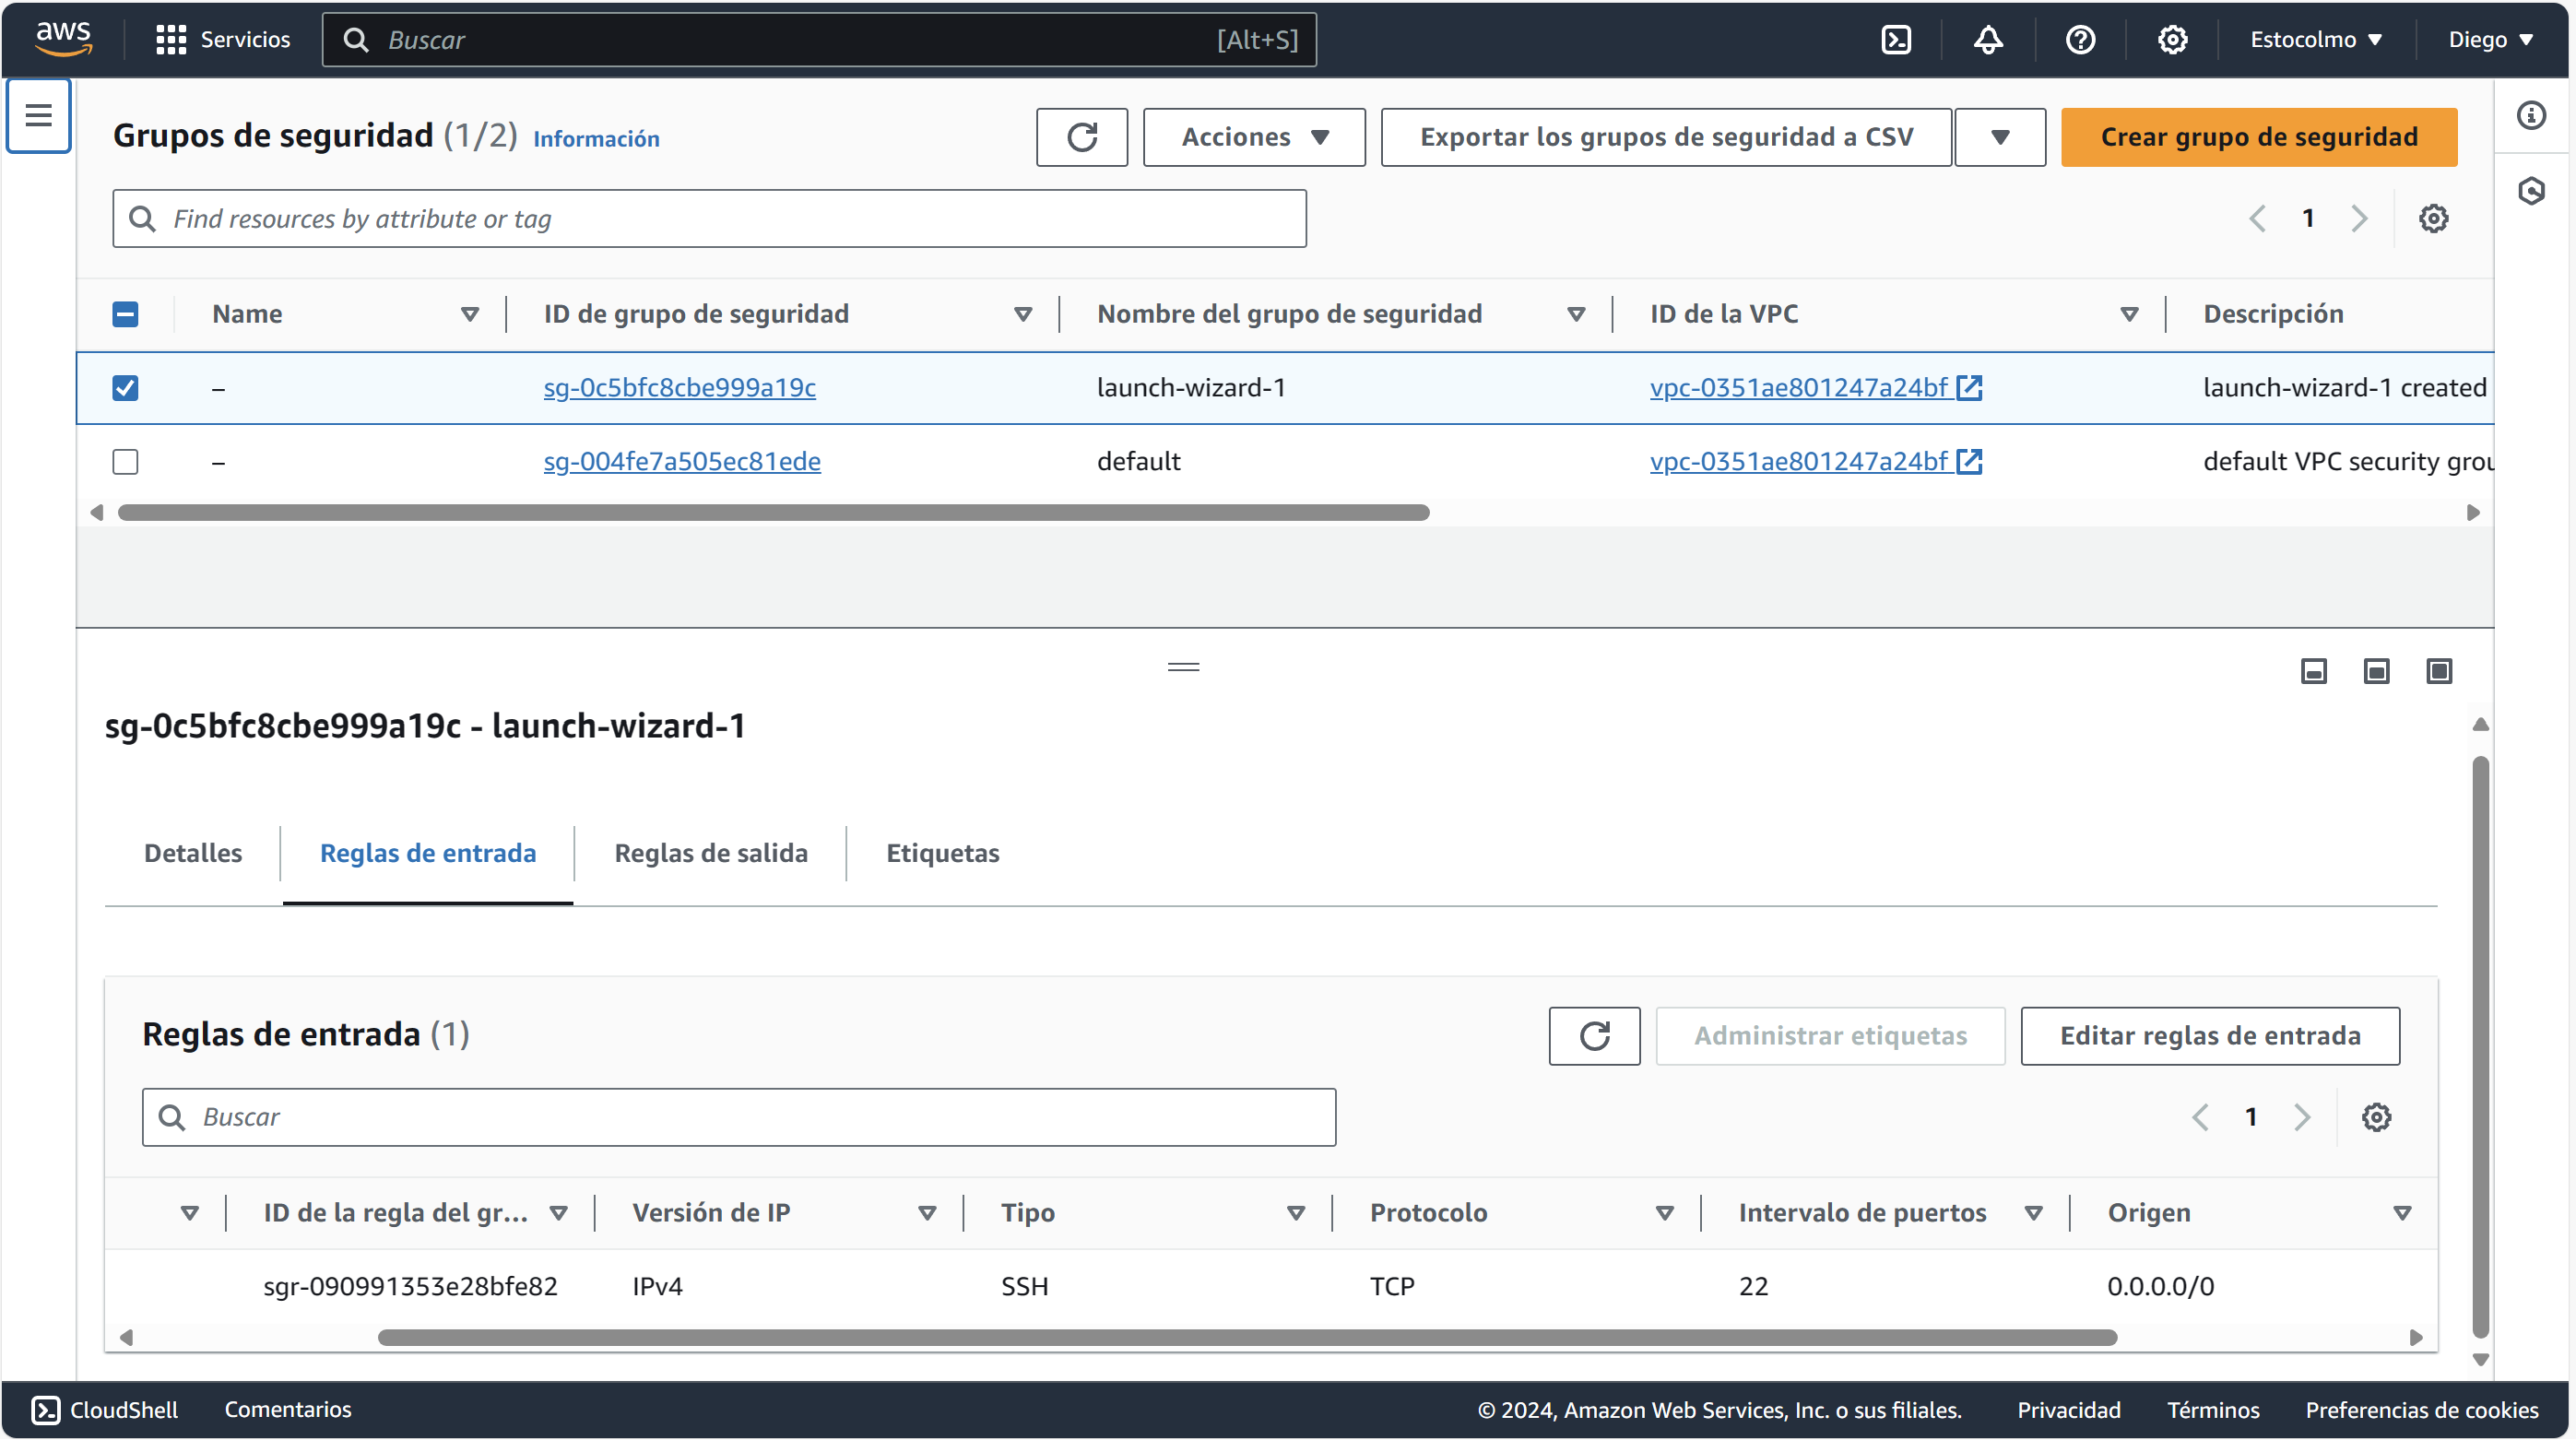 aws Servicios Buscar [Alt+S] Estocolmo Diego
Grupos de seguridad (1/2) Información Acciones Exportar los grupos de seguridad a CSV Crear grupo de seguridad
Find resources by attribute or tag 1
Name ID de grupo de seguridad Nombre del grupo de seguridad ID de la VPC Descripción
– sg-0c5bfc8cbe999a19c launch-wizard-1 vpc-0351ae801247a24bf launch-wizard-1 created
– sg-004fe7a505ec81ede default vpc-0351ae801247a24bf default VPC security grou
sg-0c5bfc8cbe999a19c - launch-wizard-1
Detalles Reglas de entrada Reglas de salida Etiquetas
Reglas de entrada (1) Administrar etiquetas Editar reglas de entrada
Buscar 1
ID de la regla del gr... Versión de IP Tipo Protocolo Intervalo de puertos Origen
sgr-090991353e28bfe82 IPv4 SSH TCP 22 0.0.0.0/0
CloudShell Comentarios © 2024, Amazon Web Services, Inc. o sus filiales. Privacidad Términos Preferencias de cookies